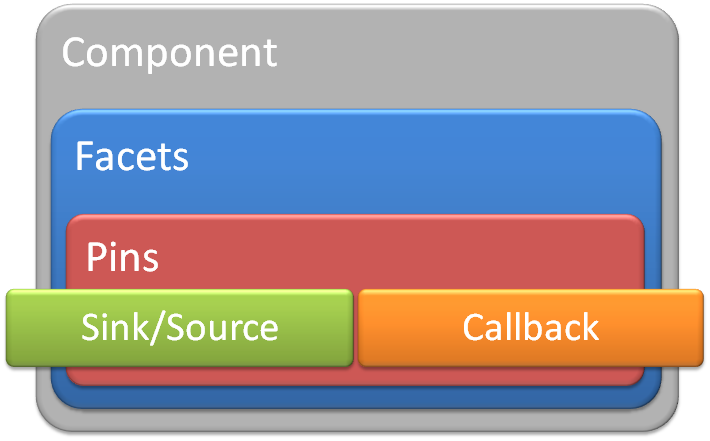 Component
Facets
Pins
Sink/Source
Callback